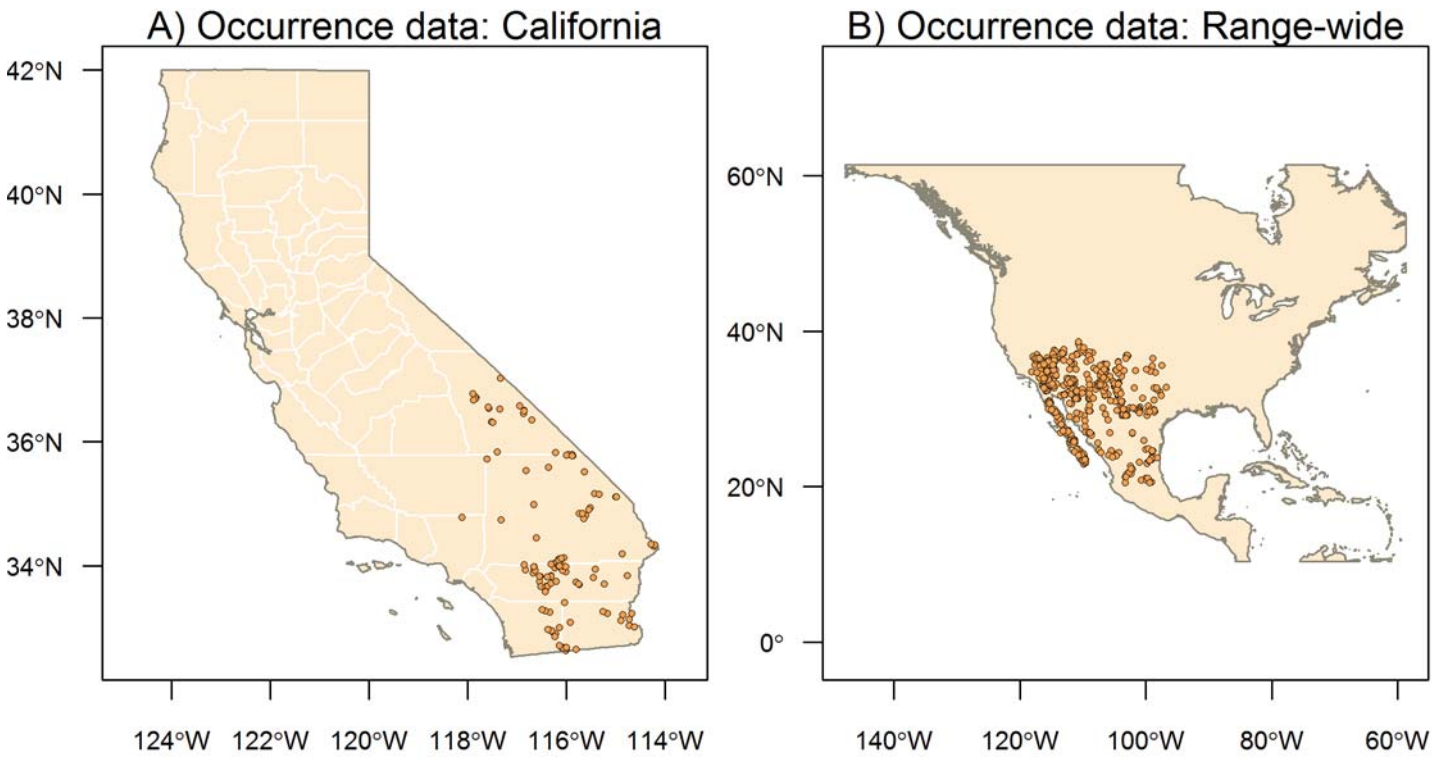 A) Occurrence data: California
42°N
40°N
38°N
36°N
34°N
124°W 122°W 120°W 118°W 116°W 114°W
B) Occurrence data: Range-wide
60°N
40°N
20°N
0°
140°W 120°W 100°W 80°W 60°W